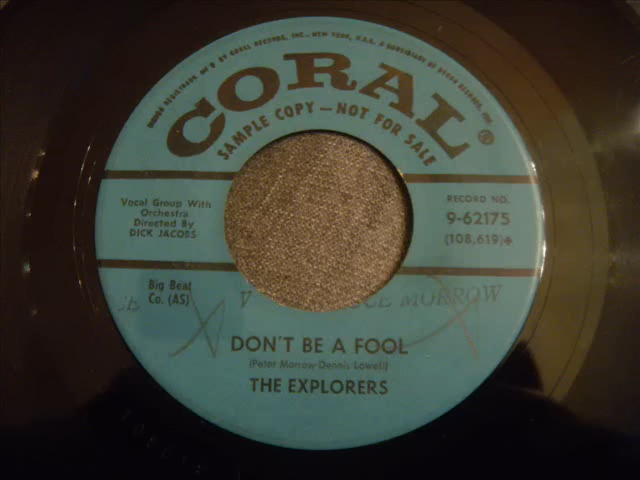 CORAL®
SAMPLE COPY — NOT FOR SALE
Vocal Group With
Orchestra
Directed By
DICK JACOBS
RECORD NO.
9-62175
(108,619)
Big Beat
Co. (AS)
MORROW
DON'T BE A FOOL
(Peter Morrow-Dennis Lowell)
THE EXPLORERS